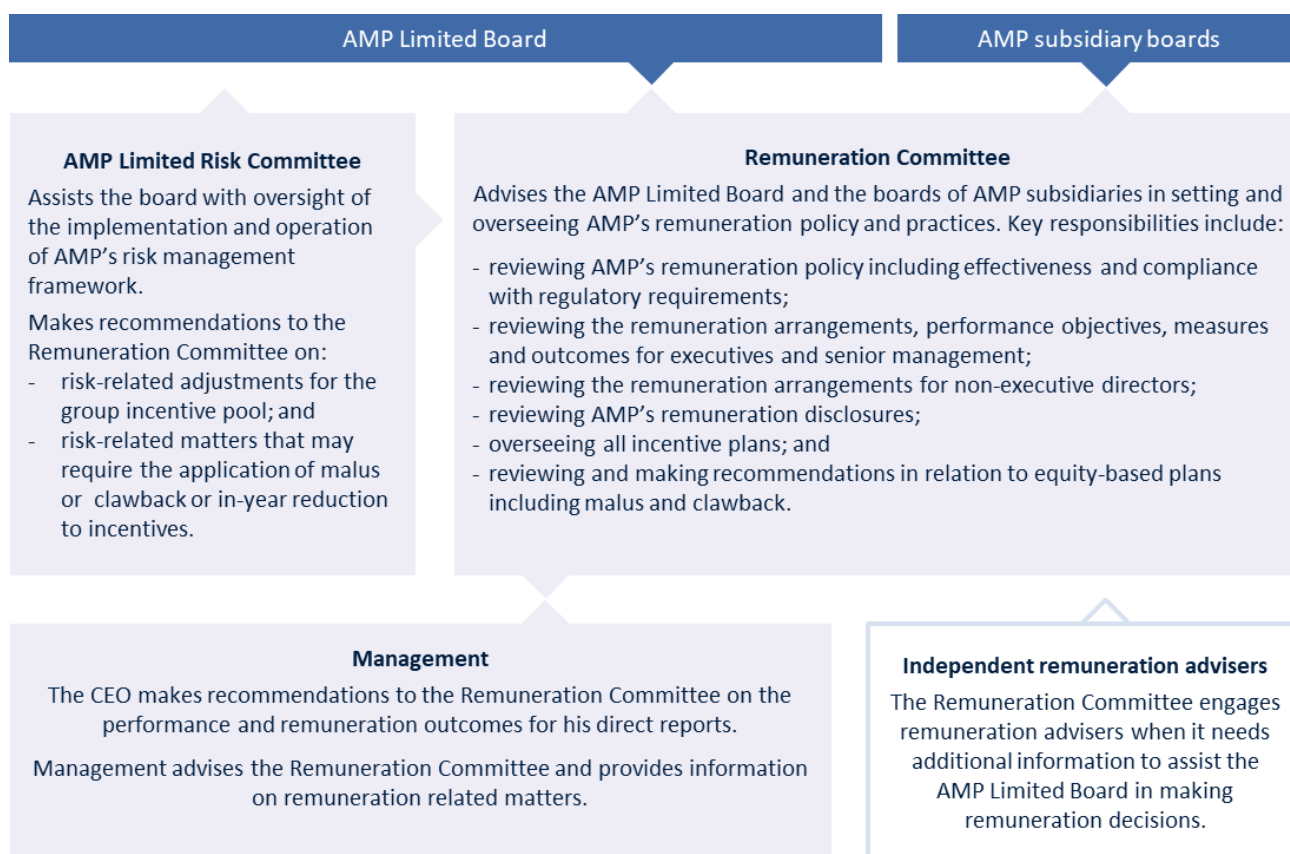 AMP Limited Board
AMP subsidiary boards
AMP Limited Risk Committee
Assists the board with oversight of
the implementation and operation
of AMP's risk management
framework.
Makes recommendations to the
Remuneration Committee on:
- risk-related adjustments for the
group incentive pool; and
- risk-related matters that may
require the application of malus
or clawback or in-year reduction
to incentives.
Remuneration Committee
Advises the AMP Limited Board and the boards of AMP subsidiaries in setting and
overseeing AMP's remuneration policy and practices. Key responsibilities include:
- reviewing AMP's remuneration policy including effectiveness and compliance
with regulatory requirements;
- reviewing the remuneration arrangements, performance objectives, measures
and outcomes for executives and senior management;
- reviewing the remuneration arrangements for non-executive directors;
- reviewing AMP's remuneration disclosures;
- overseeing all incentive plans; and
- reviewing and making recommendations in relation to equity-based plans
including malus and clawback.
Management
The CEO makes recommendations to the Remuneration Committee on the
performance and remuneration outcomes for his direct reports.
Management advises the Remuneration Committee and provides information
on remuneration related matters.
Independent remuneration advisers
The Remuneration Committee engages
remuneration advisers when it needs
additional information to assist the
AMP Limited Board in making
remuneration decisions.